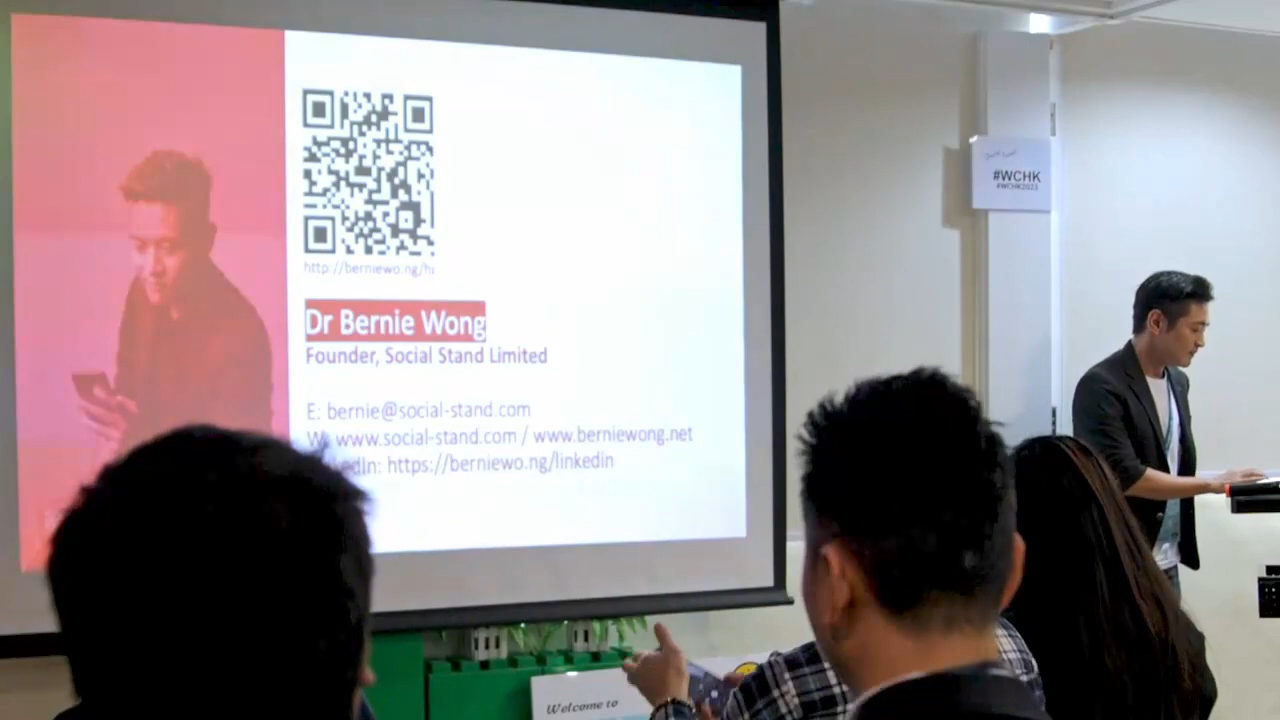 http://berniewo.ng/hi
Dr Bernie Wong
Founder, Social Stand Limited
E: bernie@social-stand.com
www.social-stand.com / www.berniewong.net
https://berniewo.ng/linkedin
#WCHK
#WCHK2023
Welcome to